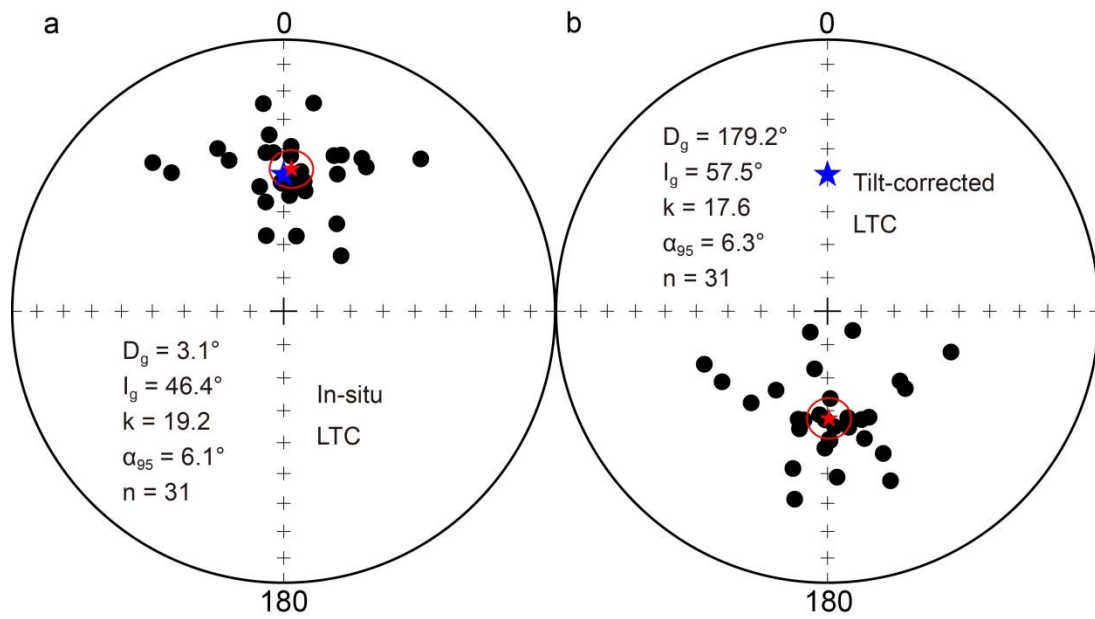 a
0
D_g = 3.1°
I_g = 46.4°
k = 19.2
α_95 = 6.1°
n = 31
In-situ
LTC
180
b
0
D_g = 179.2°
I_g = 57.5°
k = 17.6
α_95 = 6.3°
n = 31
Tilt-corrected
LTC
180